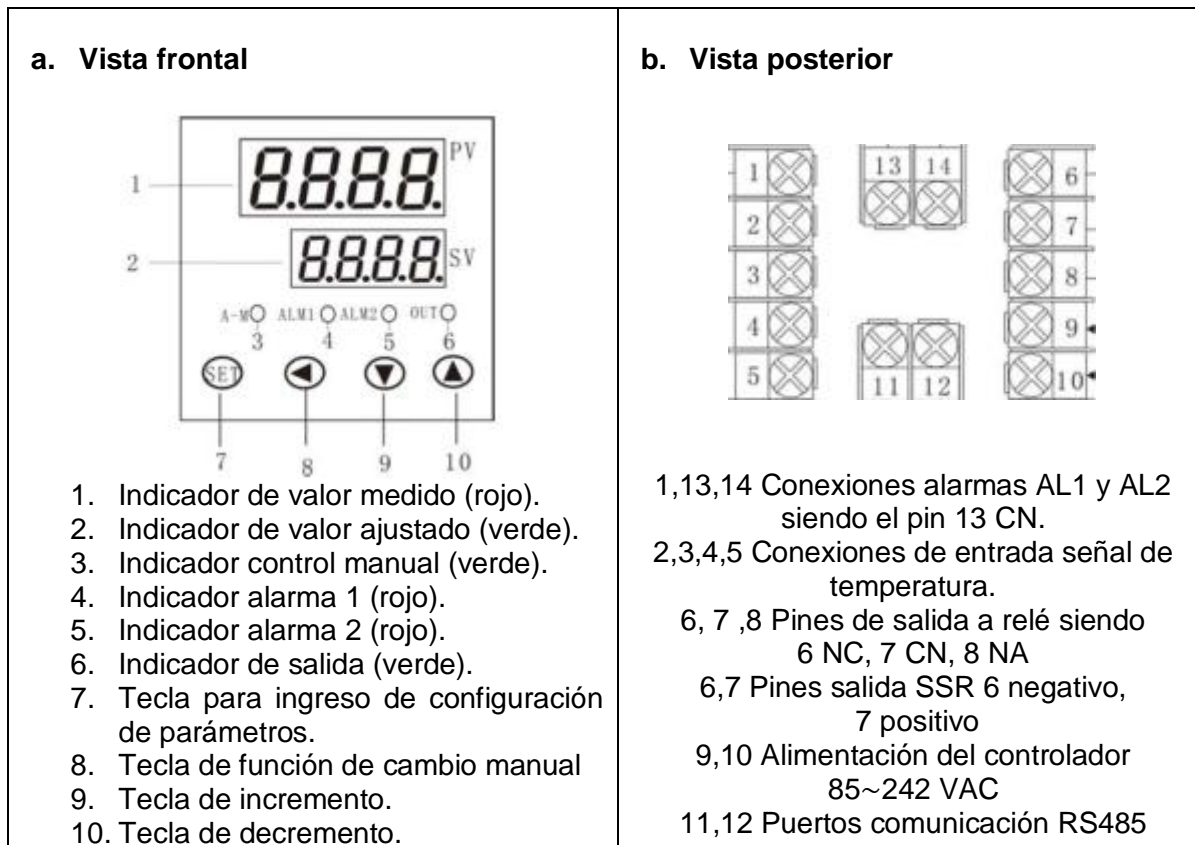 a. Vista frontal
8.8.8.8. PV
1
8.8.8.8. SV
2
A-M ALM1 ALM2 OUT
3 4 5 6
SET
7 8 9 10
1. Indicador de valor medido (rojo).
2. Indicador de valor ajustado (verde).
3. Indicador control manual (verde).
4. Indicador alarma 1 (rojo).
5. Indicador alarma 2 (rojo).
6. Indicador de salida (verde).
7. Tecla para ingreso de configuración
de parámetros.
8. Tecla de función de cambio manual
9. Tecla de incremento.
10. Tecla de decremento.
b. Vista posterior
1 13 14 6
2 7
3 8
4 9
5 11 12 10
1,13,14 Conexiones alarmas AL1 y AL2
siendo el pin 13 CN.
2,3,4,5 Conexiones de entrada señal de
temperatura.
6, 7 ,8 Pines de salida a relé siendo
6 NC, 7 CN, 8 NA
6,7 Pines salida SSR 6 negativo,
7 positivo
9,10 Alimentación del controlador
85~242 VAC
11,12 Puertos comunicación RS485